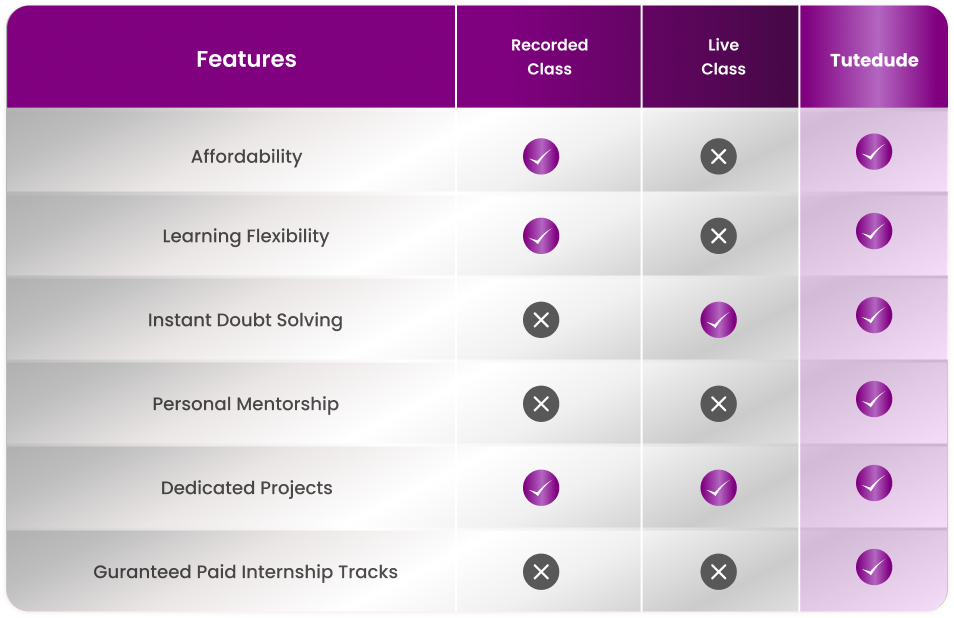 Features
Recorded
Class
Live
Class
Tutedude
Affordability
Learning Flexibility
Instant Doubt Solving
Personal Mentorship
Dedicated Projects
Guranteed Paid Internship Tracks